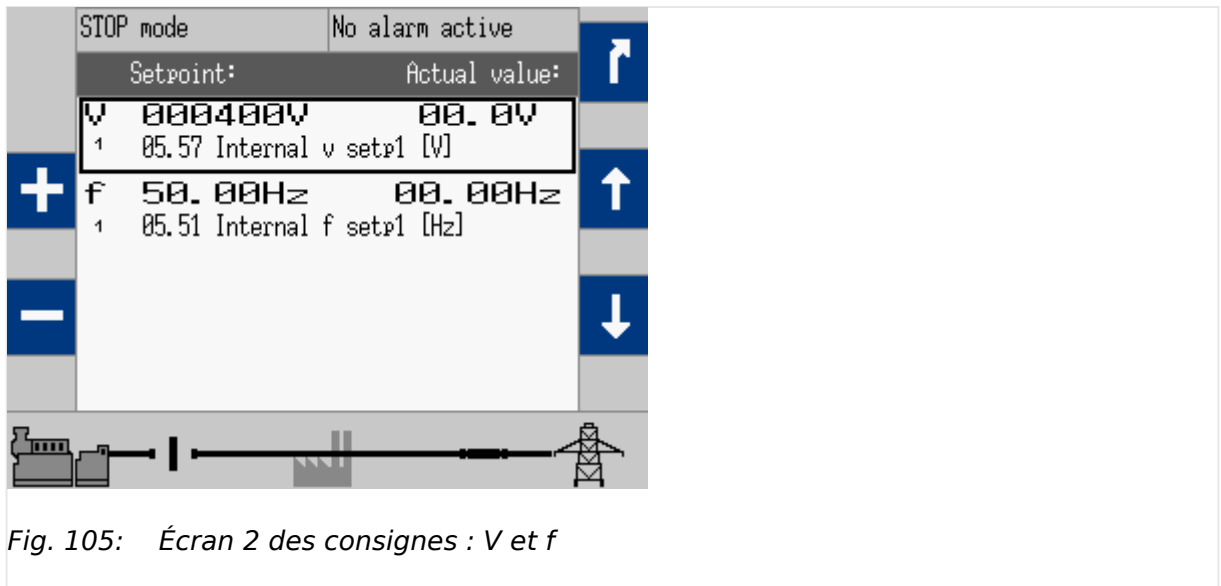 STOP mode No alarm active
Setpoint: Actual value:
V 000400V 00.0V
1 05.57 Internal v setp1 [V]
f 50.00Hz 00.00Hz
1 05.51 Internal f setp1 [Hz]
Fig. 105: Écran 2 des consignes : V et f